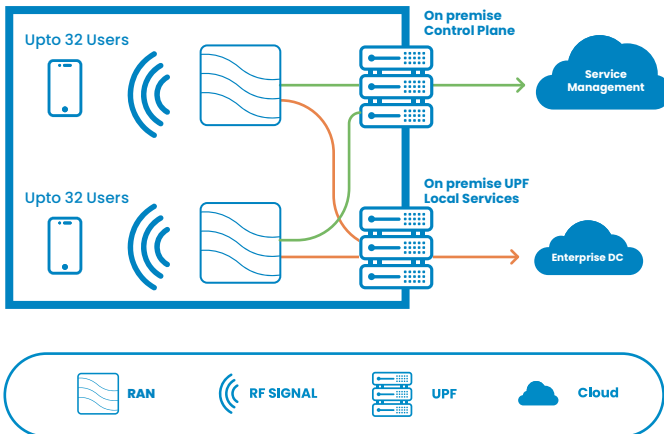 On premise
Control Plane
Upto 32 Users
Service
Management
Upto 32 Users
On premise UPF
Local Services
Enterprise DC
RAN
RF SIGNAL
UPF
Cloud